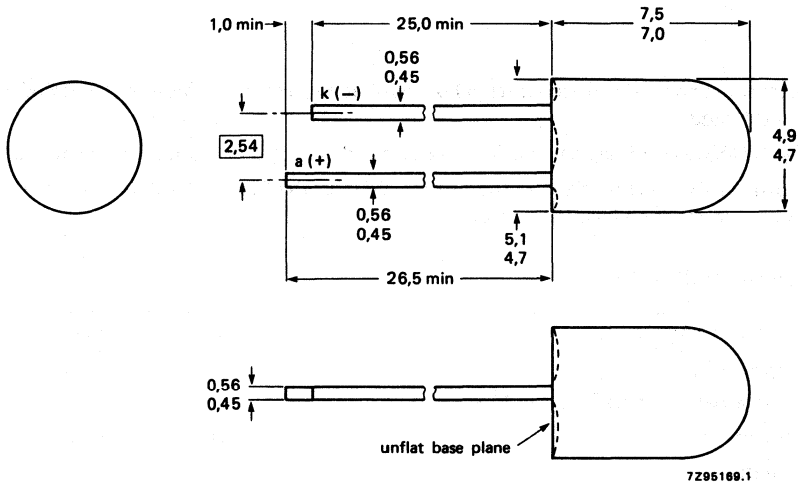 1,0 min
25,0 min
7,5
7,0
0,56
0,45
k (−)
2,54
a (+)
4,9
4,7
0,56
0,45
5,1
4,7
26,5 min
0,56
0,45
unflat base plane
7Z95169.1